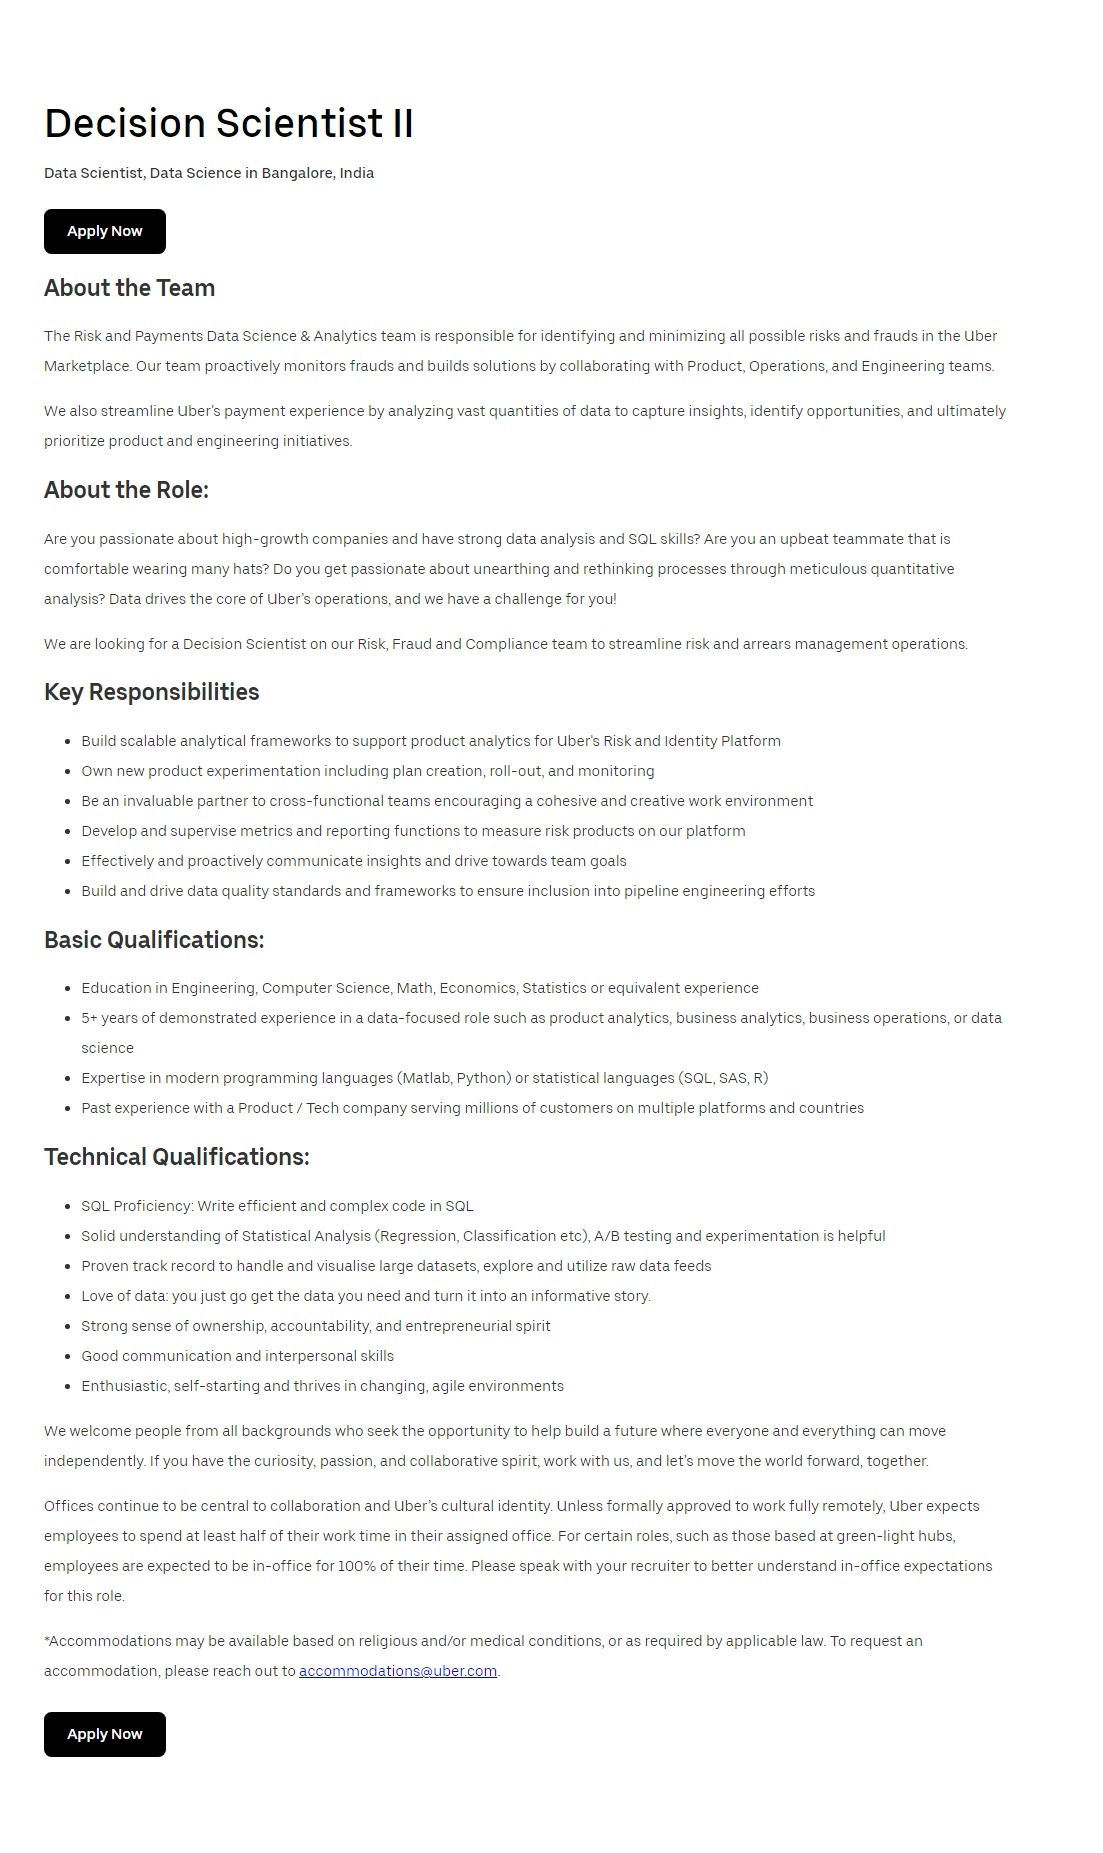 Decision Scientist II
Data Scientist, Data Science in Bangalore, India
Apply Now
About the Team
The Risk and Payments Data Science & Analytics team is responsible for identifying and minimizing all possible risks and frauds in the Uber
Marketplace. Our team proactively monitors frauds and builds solutions by collaborating with Product, Operations, and Engineering teams.
We also streamline Uber's payment experience by analyzing vast quantities of data to capture insights, identify opportunities, and ultimately
prioritize product and engineering initiatives.
About the Role:
Are you passionate about high-growth companies and have strong data analysis and SQL skills? Are you an upbeat teammate that is
comfortable wearing many hats? Do you get passionate about unearthing and rethinking processes through meticulous quantitative
analysis? Data drives the core of Uber's operations, and we have a challenge for you!
We are looking for a Decision Scientist on our Risk, Fraud and Compliance team to streamline risk and arrears management operations.
Key Responsibilities
• Build scalable analytical frameworks to support product analytics for Uber's Risk and Identity Platform
• Own new product experimentation including plan creation, roll-out, and monitoring
• Be an invaluable partner to cross-functional teams encouraging a cohesive and creative work environment
• Develop and supervise metrics and reporting functions to measure risk products on our platform
• Effectively and proactively communicate insights and drive towards team goals
• Build and drive data quality standards and frameworks to ensure inclusion into pipeline engineering efforts
Basic Qualifications:
• Education in Engineering, Computer Science, Math, Economics, Statistics or equivalent experience
• 5+ years of demonstrated experience in a data-focused role such as product analytics, business analytics, business operations, or data
science
• Expertise in modern programming languages (Matlab, Python) or statistical languages (SQL, SAS, R)
• Past experience with a Product / Tech company serving millions of customers on multiple platforms and countries
Technical Qualifications:
• SQL Proficiency: Write efficient and complex code in SQL
• Solid understanding of Statistical Analysis (Regression, Classification etc), A/B testing and experimentation is helpful
• Proven track record to handle and visualise large datasets, explore and utilize raw data feeds
• Love of data: you just go get the data you need and turn it into an informative story.
• Strong sense of ownership, accountability, and entrepreneurial spirit
• Good communication and interpersonal skills
• Enthusiastic, self-starting and thrives in changing, agile environments
We welcome people from all backgrounds who seek the opportunity to help build a future where everyone and everything can move
independently. If you have the curiosity, passion, and collaborative spirit, work with us, and let's move the world forward, together.
Offices continue to be central to collaboration and Uber's cultural identity. Unless formally approved to work fully remotely, Uber expects
employees to spend at least half of their work time in their assigned office. For certain roles, such as those based at green-light hubs,
employees are expected to be in-office for 100% of their time. Please speak with your recruiter to better understand in-office expectations
for this role.
*Accommodations may be available based on religious and/or medical conditions, or as required by applicable law. To request an
accommodation, please reach out to accommodations@uber.com.
Apply Now